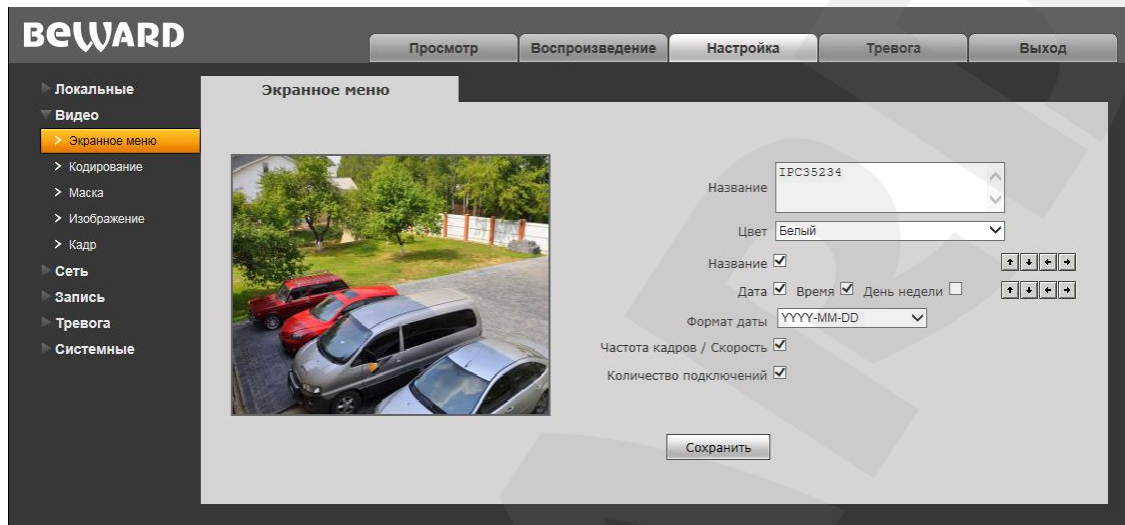 BEWARD
Просмотр Воспроизведение Настройка Тревога Выход
Локальные
Видео
Экранное меню
Кодирование
Маска
Изображение
Кадр
Сеть
Запись
Тревога
Системные
Экранное меню
Название IPC35234
Цвет Белый
Название
Дата Время День недели
Формат даты YYYY-MM-DD
Частота кадров / Скорость
Количество подключений
Сохранить